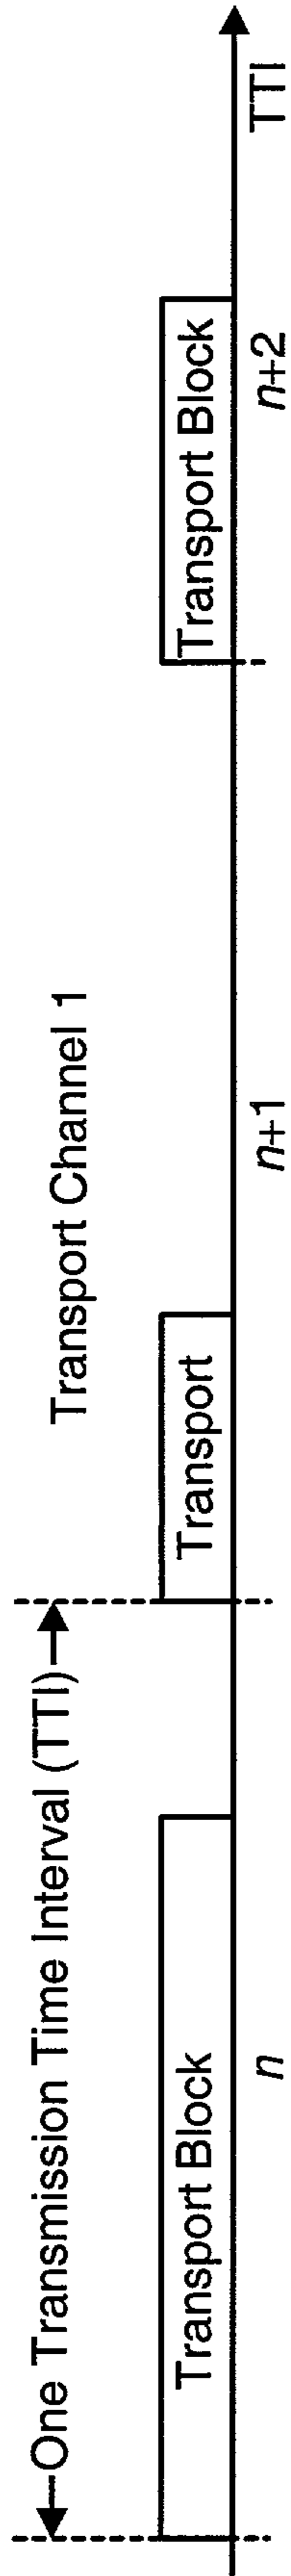 One Transmission Time Interval (TTI)
Transport Channel 1
Transport Block
Transport
Transport Block
n
n+1
n+2
TTI